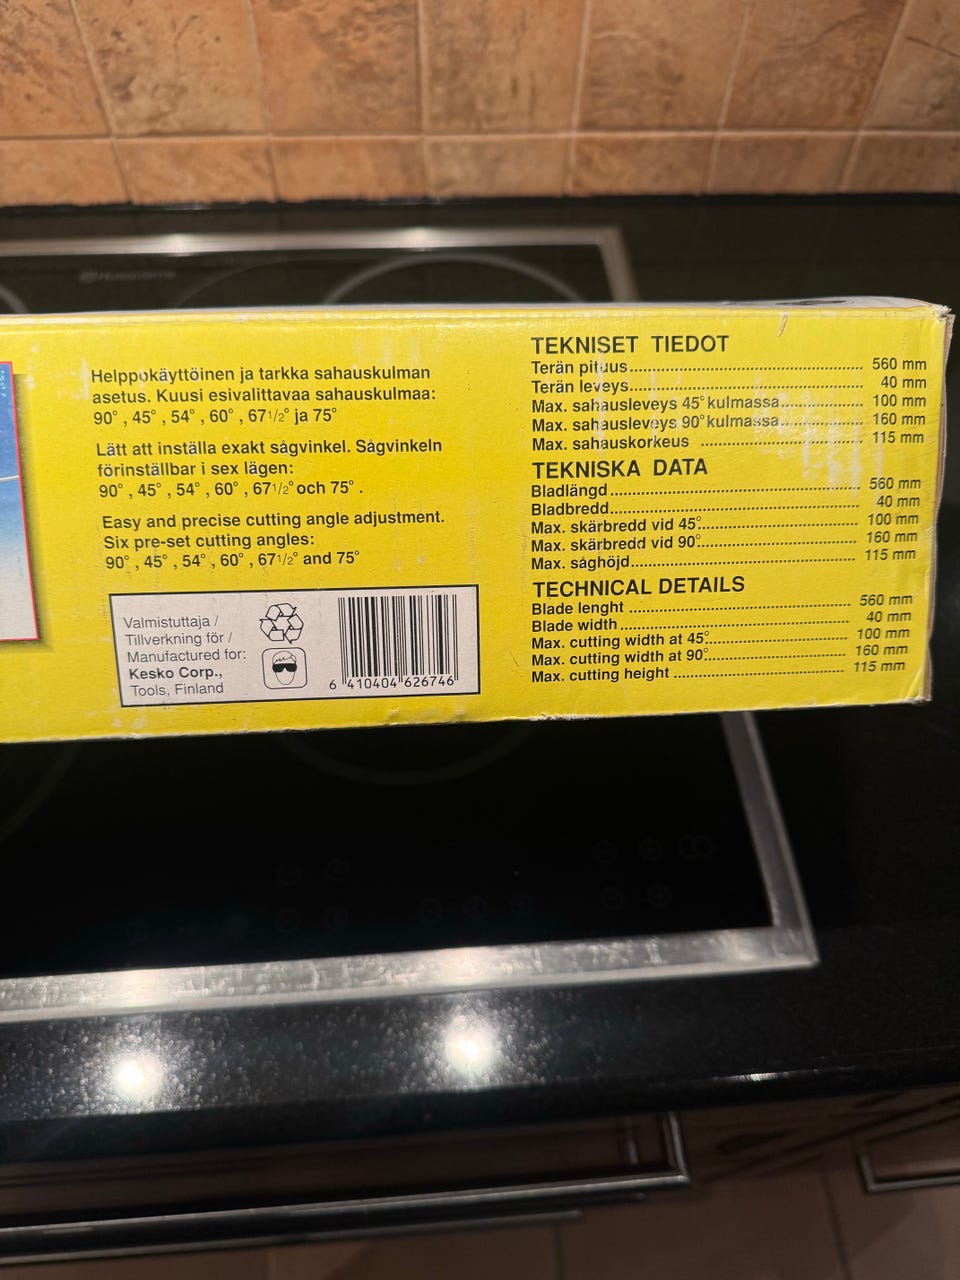 Helppokäyttöinen ja tarkka sahauskulman
asetus. Kuusi esivalittavaa sahauskulmaa:
90°, 45°, 54°, 60°, 67 1/2° ja 75°
Lätt att inställa exakt sågvinkel. Sågvinkeln
förinställbar i sex lägen:
90°, 45°, 54°, 60°, 67 1/2° och 75°.
Easy and precise cutting angle adjustment.
Six pre-set cutting angles:
90°, 45°, 54°, 60°, 67 1/2° and 75°
Valmistuttaja /
Tillverkning för /
Manufactured for:
Kesko Corp.,
Tools, Finland
6 410404 626746
TEKNISET TIEDOT
Terän pituus 560 mm
Terän leveys 40 mm
Max. sahausleveys 45° kulmassa 100 mm
Max. sahausleveys 90° kulmassa 160 mm
Max. sahauskorkeus 115 mm
TEKNISKA DATA
Bladlängd 560 mm
Bladbredd 40 mm
Max. skärbredd vid 45° 100 mm
Max. skärbredd vid 90° 160 mm
Max. såghöjd 115 mm
TECHNICAL DETAILS
Blade lenght 560 mm
Blade width 40 mm
Max. cutting width at 45° 100 mm
Max. cutting width at 90° 160 mm
Max. cutting height 115 mm